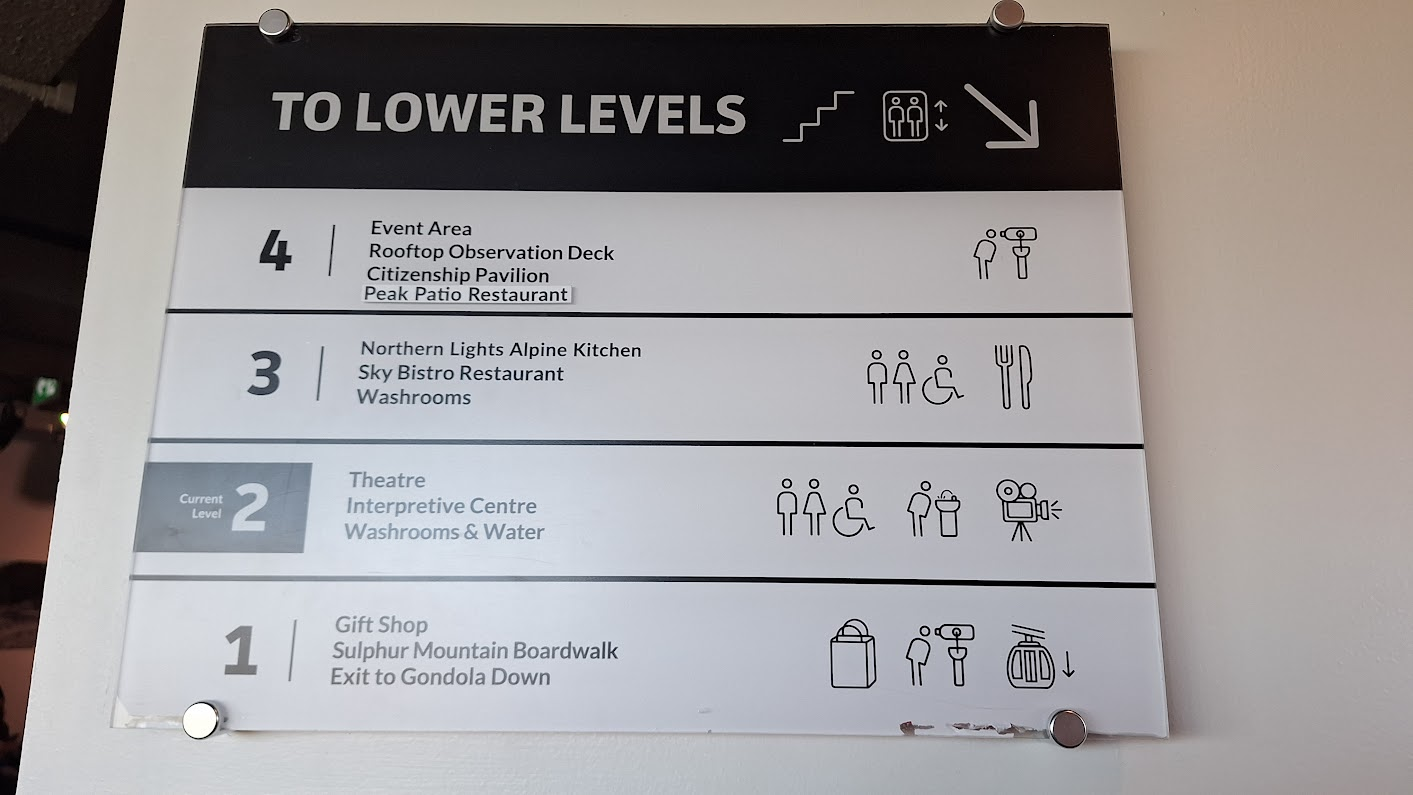 TO LOWER LEVELS
4
Event Area
Rooftop Observation Deck
Citizenship Pavilion
Peak Patio Restaurant
3
Northern Lights Alpine Kitchen
Sky Bistro Restaurant
Washrooms
Current
Level
2
Theatre
Interpretive Centre
Washrooms & Water
1
Gift Shop
Sulphur Mountain Boardwalk
Exit to Gondola Down